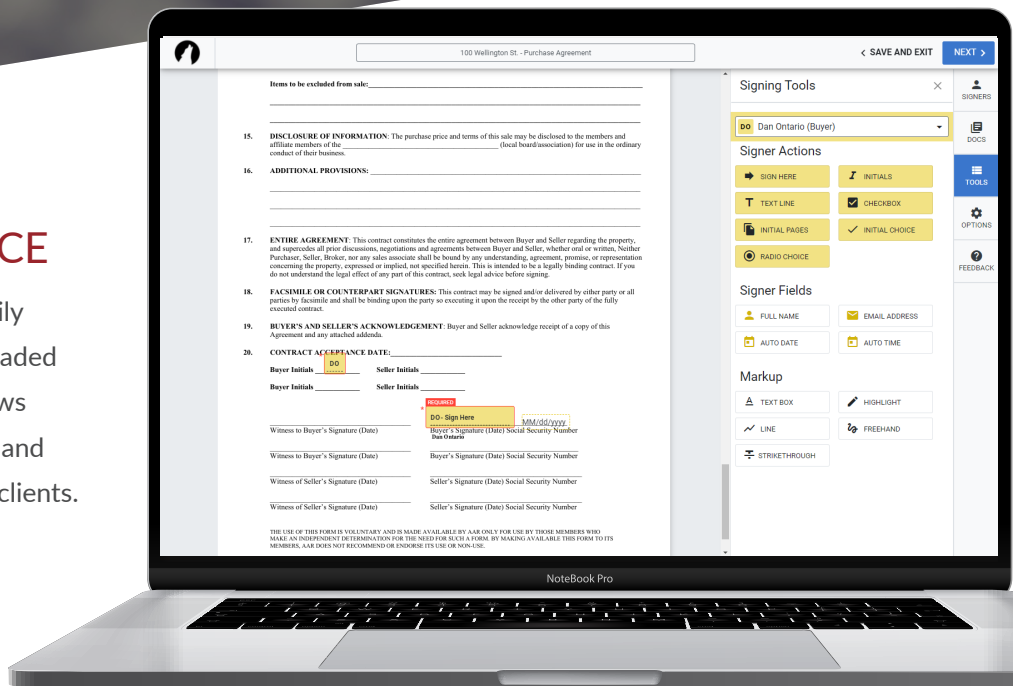 CE
ily
aded
ws
and
clients.
100 Wellington St. - Purchase Agreement
SAVE AND EXIT
NEXT
Items to be excluded from sale:
15. DISCLOSURE OF INFORMATION: The purchase price and terms of this sale may be disclosed to the members and
affiliate members of the (local board/association) for use in the ordinary
conduct of their business.
16. ADDITIONAL PROVISIONS:
17. ENTIRE AGREEMENT: This contract constitutes the entire agreement between Buyer and Seller regarding the property,
and supercedes all prior discussions, negotiations and agreements between Buyer and Seller, whether oral or written, Neither
Purchaser, Seller, Broker, nor any sales associate shall be bound by any understanding, agreement, promise, or representation
concerning the property, expressed or implied, not specified herein. This is intended to be a legally binding contract. If you
do not understand the legal effect of any part of this contract, seek legal advice before signing.
18. FACSIMILE OR COUNTERPART SIGNATURES: This contract may be signed and/or delivered by either party or all
parties by facsimile and shall be binding upon the party so executing it upon the receipt by the other party of the fully
executed contract.
19. BUYER'S AND SELLER'S ACKNOWLEDGEMENT: Buyer and Seller acknowledge receipt of a copy of this
Agreement and any attached addenda.
20. CONTRACT ACCEPTANCE DATE:
DO
Buyer Initials Seller Initials
Buyer Initials Seller Initials
REQUIRED
DO- Sign Here MM/dd/yyyy
Witness to Buyer's Signature (Date) Buyer's Signature (Date) Social Security Number
Dan Ontario
Witness to Buyer's Signature (Date) Buyer's Signature (Date) Social Security Number
Witness of Seller's Signature (Date) Seller's Signature (Date) Social Security Number
Witness of Seller's Signature (Date) Seller's Signature (Date) Social Security Number
THE USE OF THIS FORM IS VOLUNTARY AND IS MADE AVAILABLE BY AAR ONLY FOR USE BY THOSE MEMBERS WHO
MAKE AN INDEPENDENT DETERMINATION FOR THE NEED FOR SUCH A FORM. BY MAKING AVAILABLE THIS FORM TO ITS
MEMBERS, AAR DOES NOT RECOMMEND OR ENDORSE ITS USE OR NON-USE.
Signing Tools
DO Dan Ontario (Buyer)
Signer Actions
SIGN HERE INITIALS
TEXT LINE CHECKBOX
INITIAL PAGES INITIAL CHOICE
RADIO CHOICE
Signer Fields
FULL NAME EMAIL ADDRESS
AUTO DATE AUTO TIME
Markup
TEXT BOX HIGHLIGHT
LINE FREEHAND
STRIKETHROUGH
SIGNERS
DOCS
TOOLS
OPTIONS
FEEDBACK
NoteBook Pro